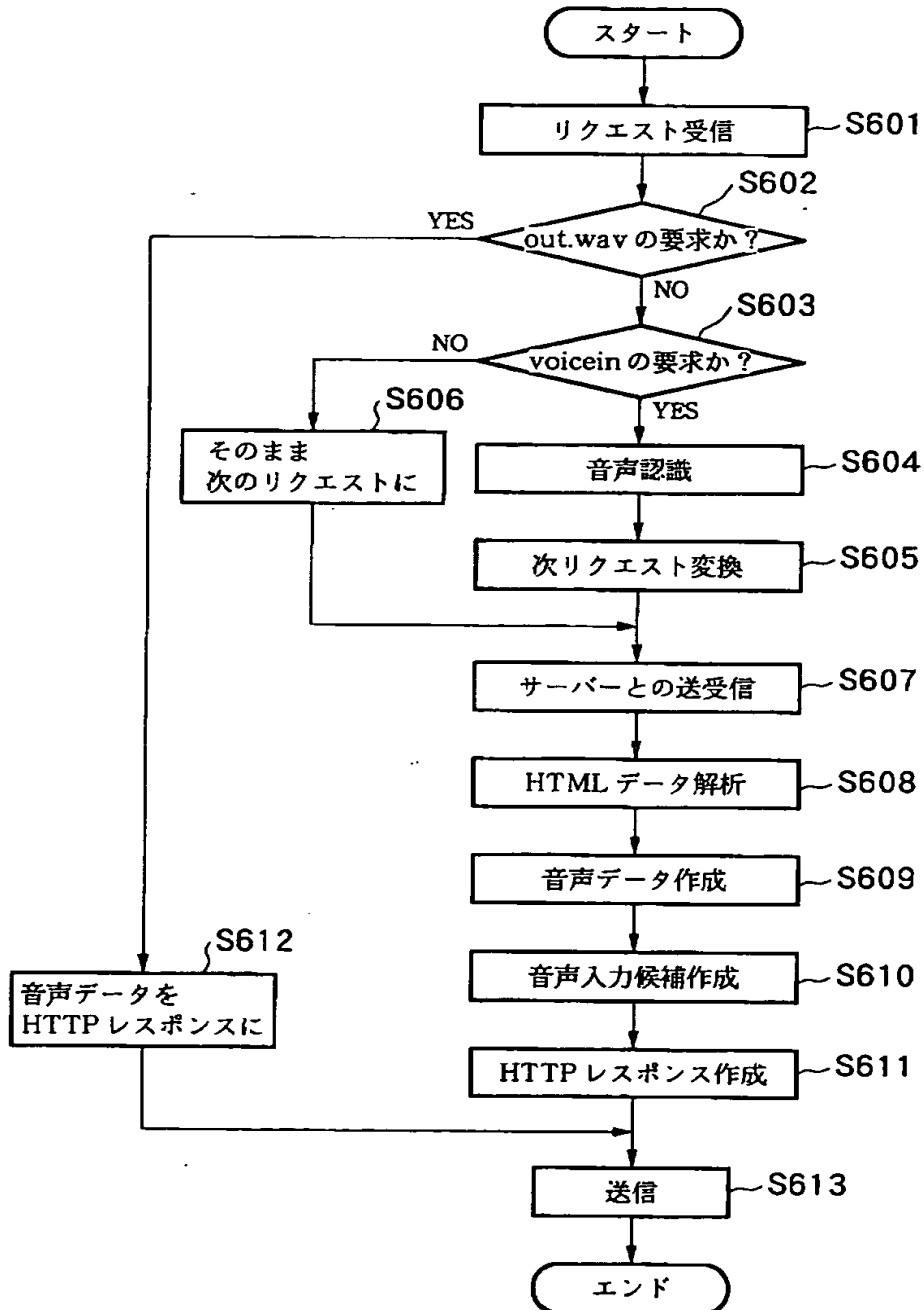 スタート
リクエスト受信
S601
S602
YES
out.wav の要求か？
NO
S603
NO
voicein の要求か？
YES
S606
そのまま
次のリクエストに
音声認識
S604
次リクエスト変換
S605
サーバーとの送受信
S607
HTML データ解析
S608
音声データ作成
S609
S612
音声データを
HTTP レスポンスに
音声入力候補作成
S610
HTTP レスポンス作成
S611
送信
S613
エンド